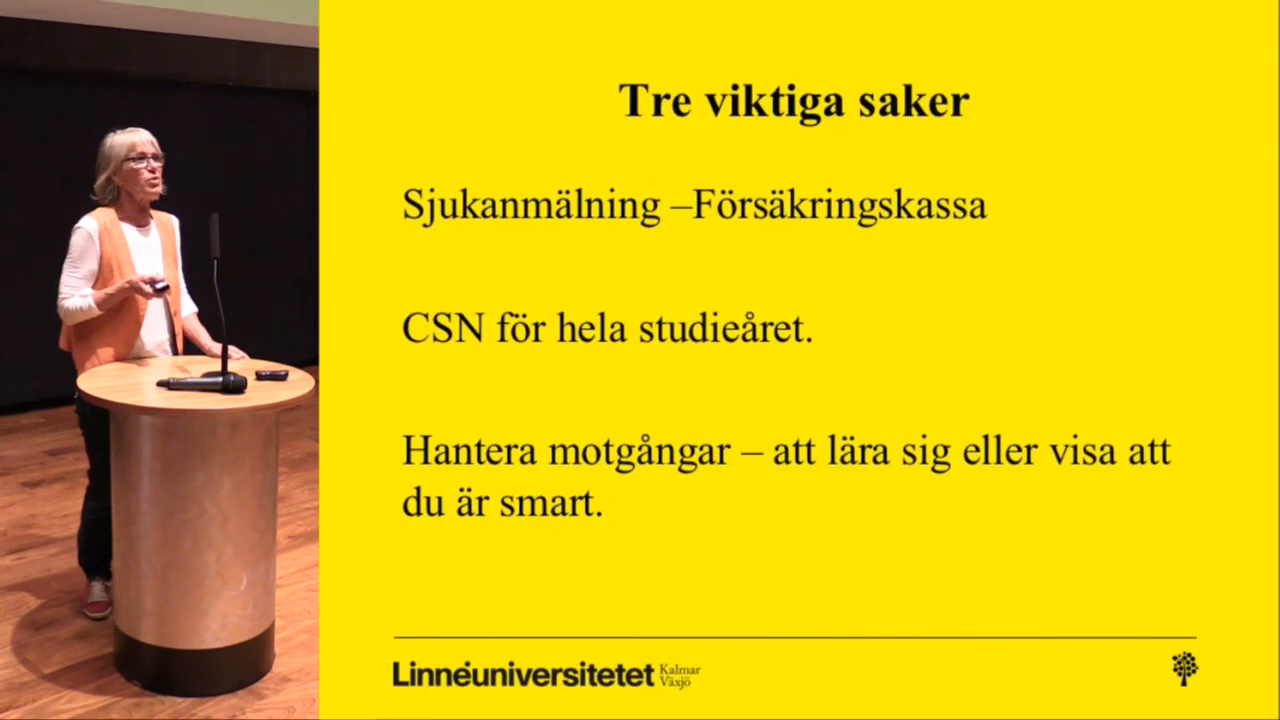 Tre viktiga saker
Sjukanmälning –Försäkringskassa
CSN för hela studieåret.
Hantera motgångar – att lära sig eller visa att
du är smart.
Linnéuniversitetet Kalmar
Växjö